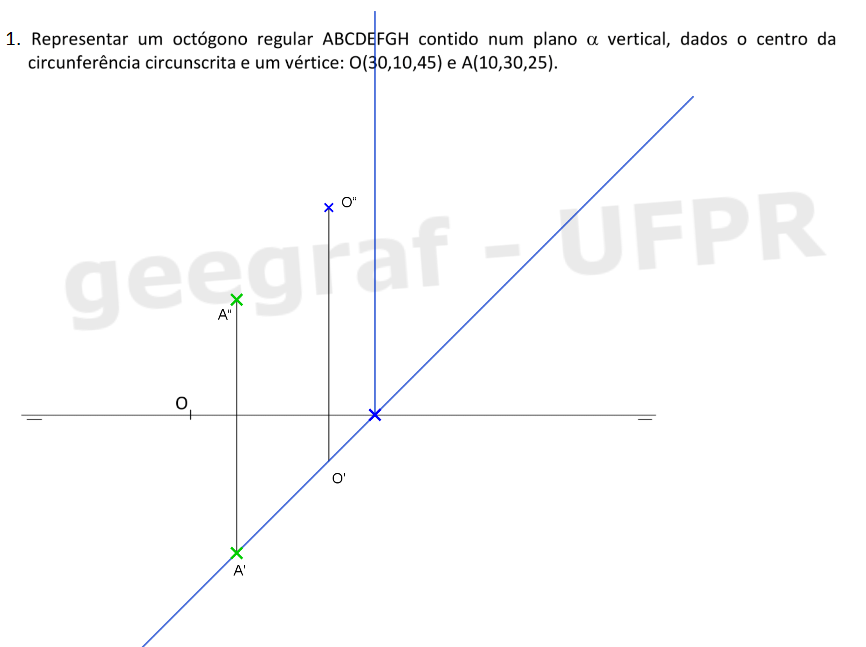 1. Representar um octógono regular ABCDEFGH contido num plano α vertical, dados o centro da
circunferência circunscrita e um vértice: O(30,10,45) e A(10,30,25).
O"
geegraf - UFPR
A"
O
O'
A'